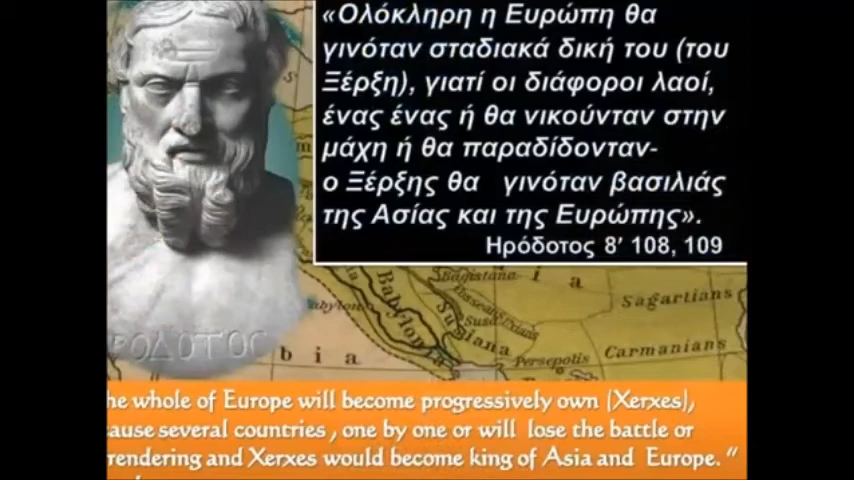 «Ολόκληρη η Ευρώπη θα
γινόταν σταδιακά δική του (του
Ξέρξη), γιατί οι διάφοροι λαοί,
ένας ένας ή θα νικούνταν στην
μάχη ή θα παραδίδονταν-
ο Ξέρξης θα γινόταν βασιλιάς
της Ασίας και της Ευρώπης».
Ηρόδοτος 8′ 108, 109
Bagistana
i a
Babylonia
Susiana
Sagartians
Persepolis
Carmanians
b i a
ΡΟΔΟΤΟΣ
he whole of Europe will become progressively own (Xerxes),
ause several countries , one by one or will lose the battle or
rendering and Xerxes would become king of Asia and Europe. "